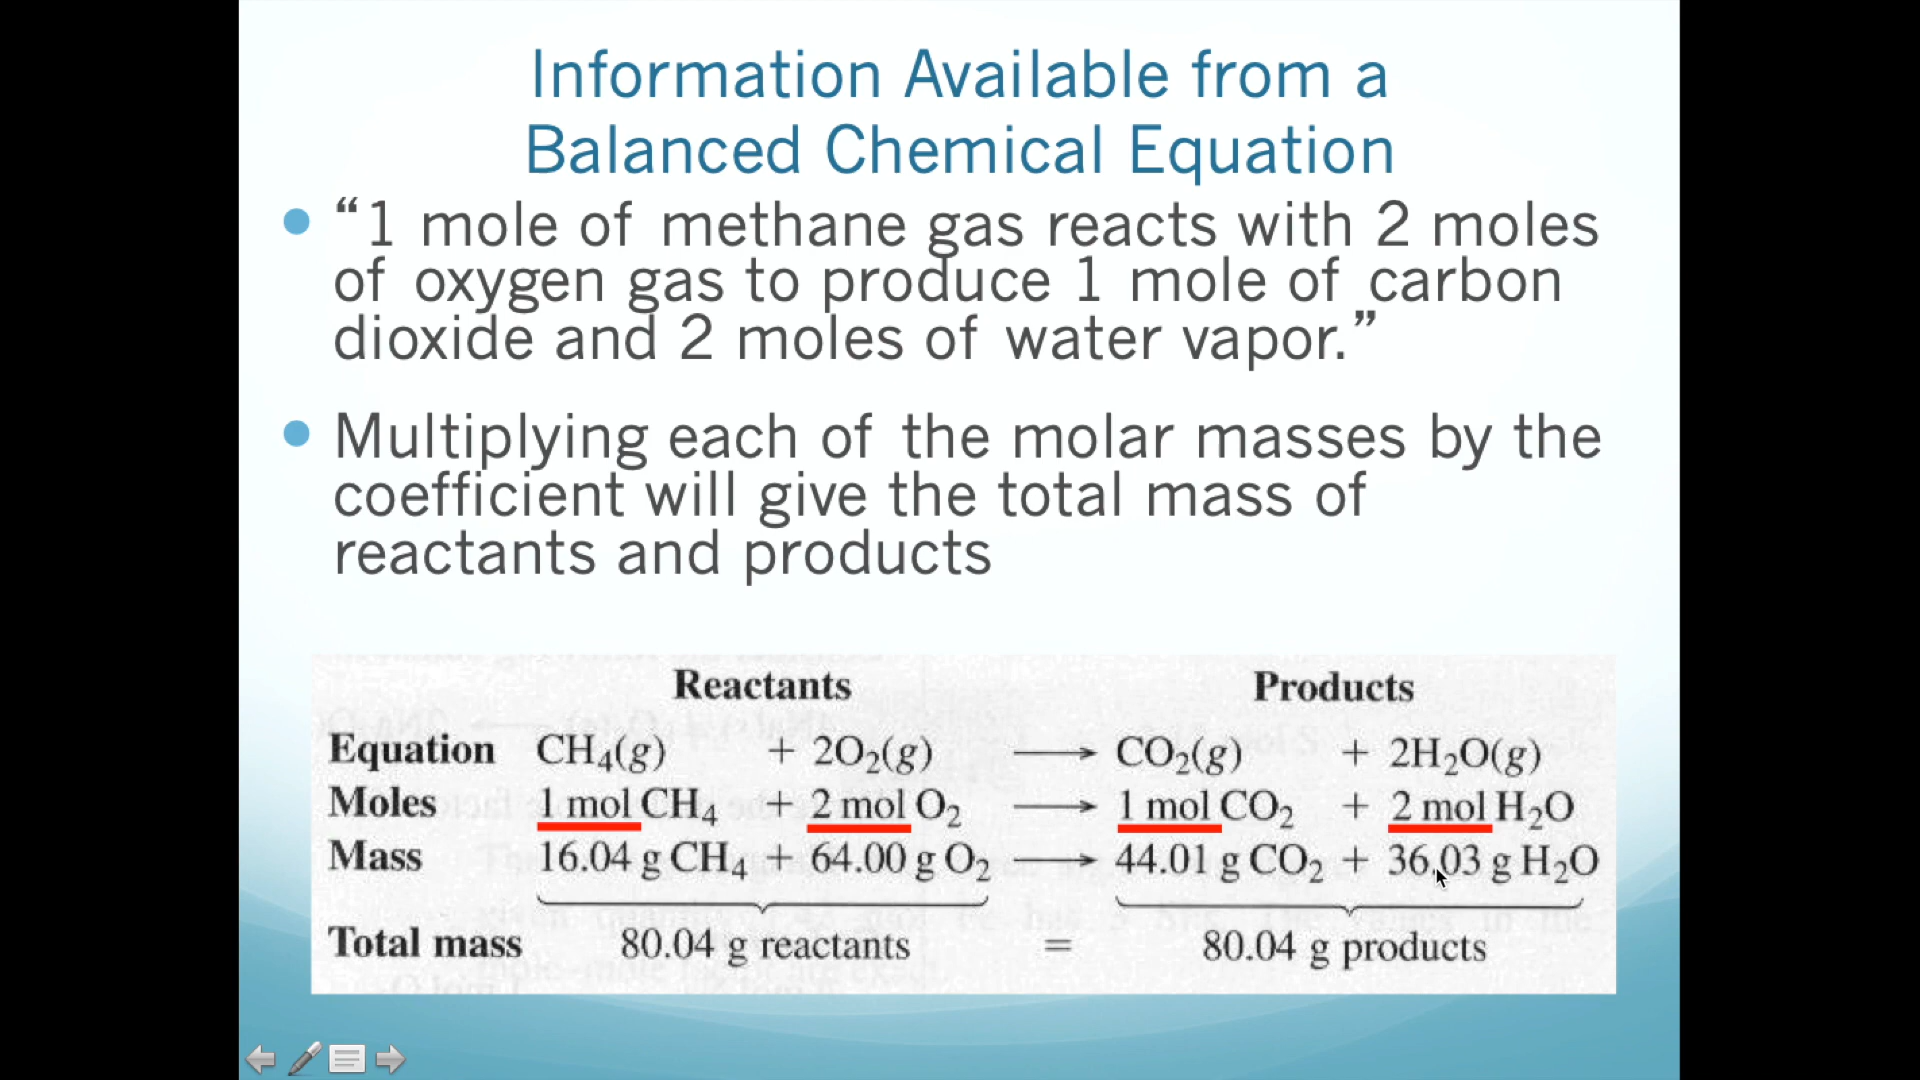 Information Available from a
Balanced Chemical Equation
“1 mole of methane gas reacts with 2 moles
of oxygen gas to produce 1 mole of carbon
dioxide and 2 moles of water vapor.”
Multiplying each of the molar masses by the
coefficient will give the total mass of
reactants and products
Reactants Products
Equation CH₄(g) + 2O₂(g) ⟶ CO₂(g) + 2H₂O(g)
Moles 1 mol CH₄ + 2 mol O₂ ⟶ 1 mol CO₂ + 2 mol H₂O
Mass 16.04 g CH₄ + 64.00 g O₂ ⟶ 44.01 g CO₂ + 36.03 g H₂O
Total mass 80.04 g reactants = 80.04 g products